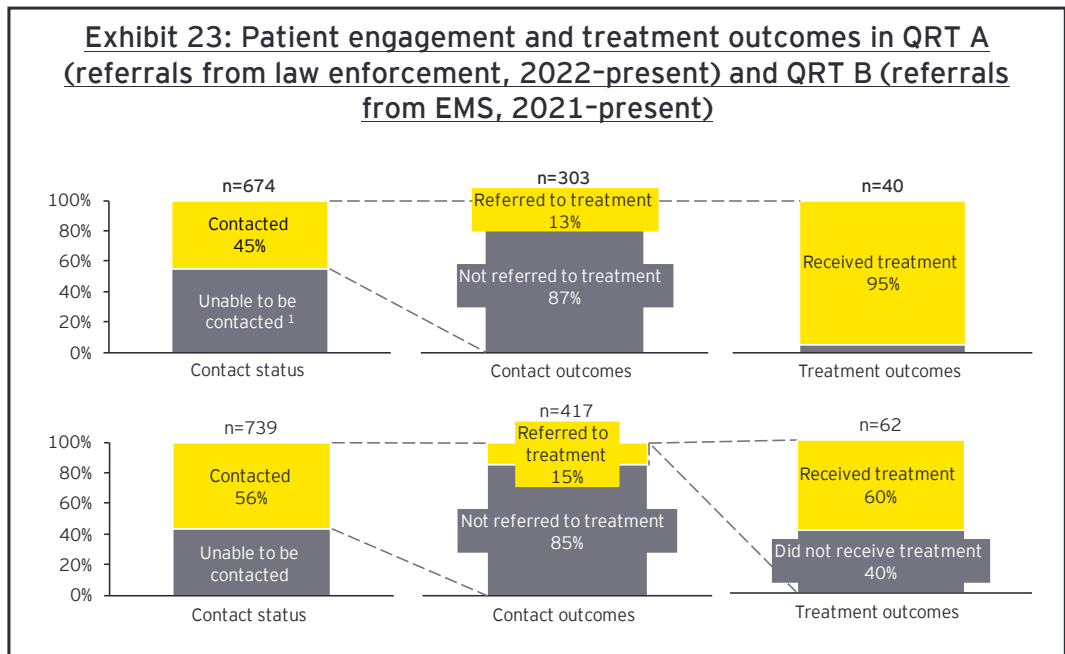 Exhibit 23: Patient engagement and treatment outcomes in QRT A
(referrals from law enforcement, 2022–present) and QRT B (referrals
from EMS, 2021–present)
n=674
n=303
n=40
100%
80%
60%
40%
20%
0%
Contacted
45%
Unable to be
contacted ¹
Referred to treatment
13%
Not referred to treatment
87%
Received treatment
95%
Contact status
Contact outcomes
Treatment outcomes
n=739
n=417
n=62
100%
80%
60%
40%
20%
0%
Contacted
56%
Unable to be
contacted
Referred to
treatment
15%
Not referred to treatment
85%
Received treatment
60%
Did not receive treatment
40%
Contact status
Contact outcomes
Treatment outcomes